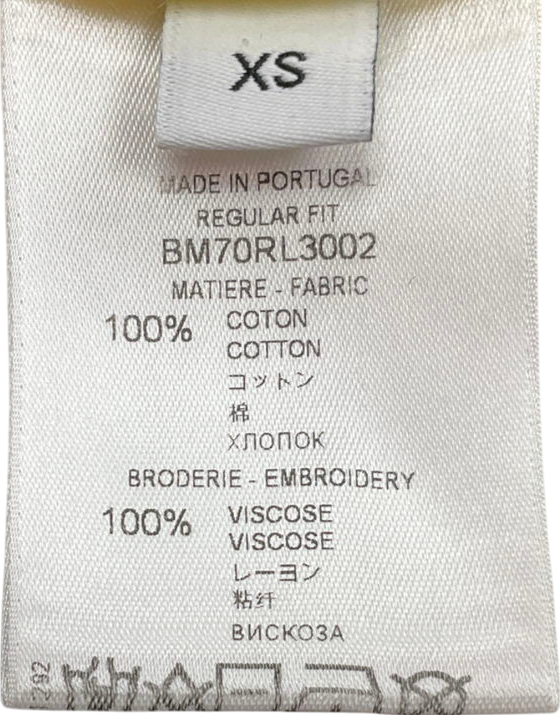 XS
MADE IN PORTUGAL
REGULAR FIT
BM70RL3002
MATIERE - FABRIC
100% COTON
COTTON
コットン
棉
ХЛОПОК
BRODERIE - EMBROIDERY
100% VISCOSE
VISCOSE
レーヨン
粘纤
ВИСКОЗА